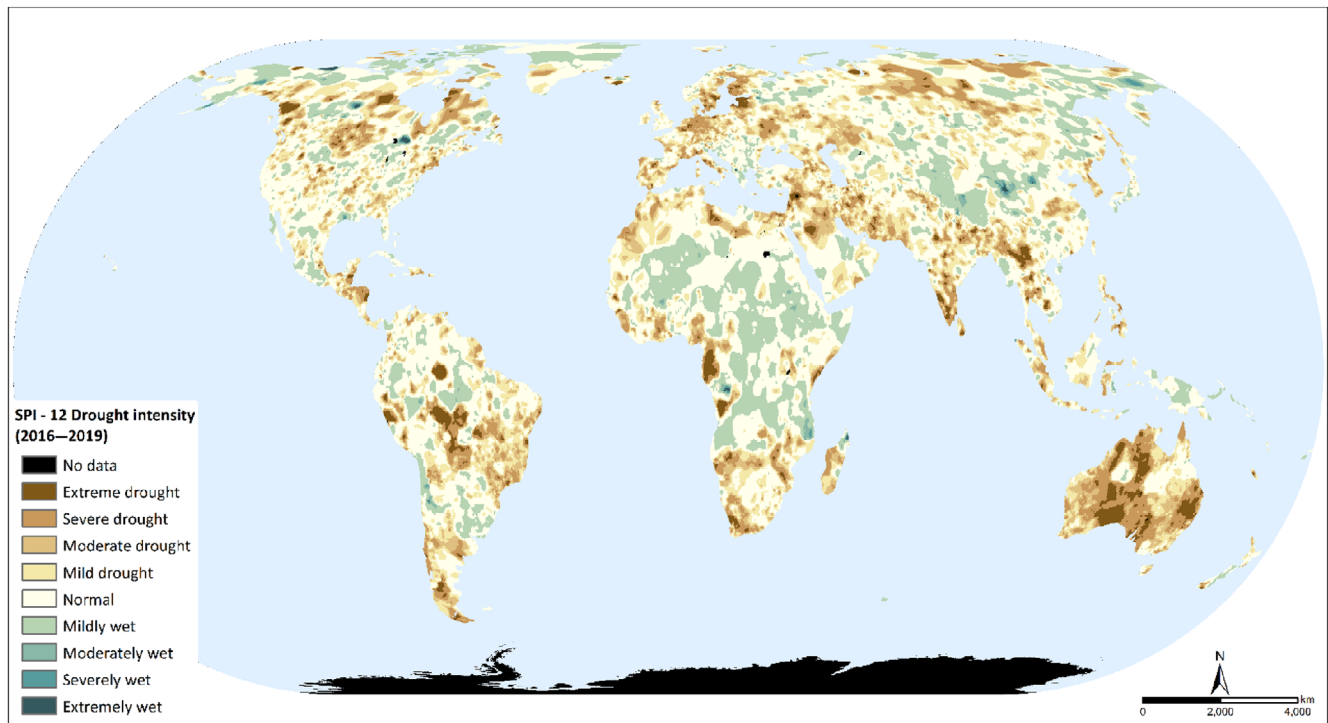 SPI - 12 Drought intensity
(2016—2019)
No data
Extreme drought
Severe drought
Moderate drought
Mild drought
Normal
Mildly wet
Moderately wet
Severely wet
Extremely wet
N
km
0 2,000 4,000